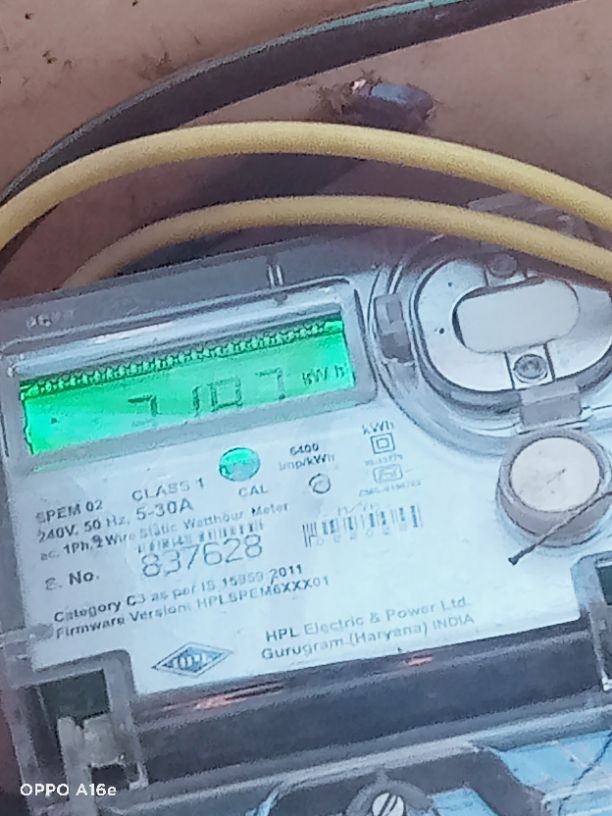 kWh
6400
imp/kWh
kWh
SPEM 02 CLASS 1
CAL
240V, 50 Hz, 5-30A
ac, 1Ph, 2 Wire Static Watthour Meter
S. No. 837628
Category C3 as per IS 15959 2011
Firmware Version: HPLSPEM6XXX01
HPL Electric & Power Ltd.
Gurugram (Haryana) INDIA
OPPO A16e